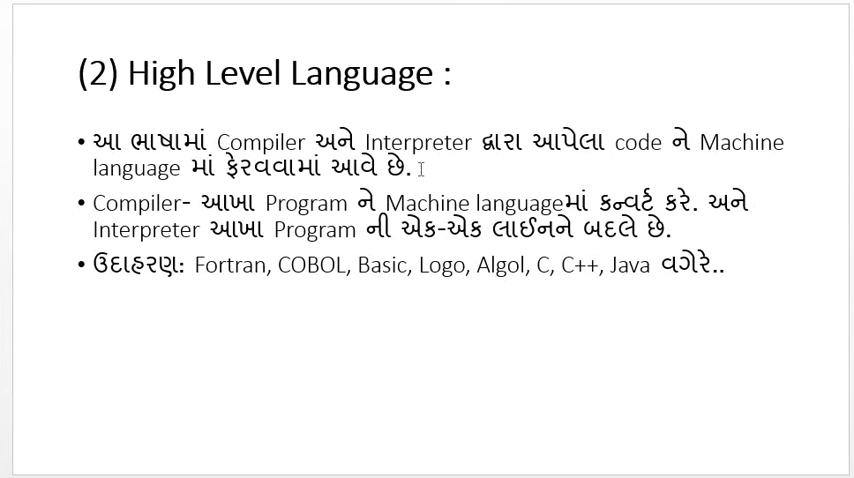 (2) High Level Language :
• આ ભાષામાં Compiler અને Interpreter દ્વારા આપેલા code ને Machine
language માં ફેરવવામાં આવે છે.
• Compiler- આખા Program ને Machine languageમાં કન્વર્ટ કરે. અને
Interpreter આખા Program ની એક-એક લાઈનને બદલે છે.
• ઉદાહરણ: Fortran, COBOL, Basic, Logo, Algol, C, C++, Java વગેરે..